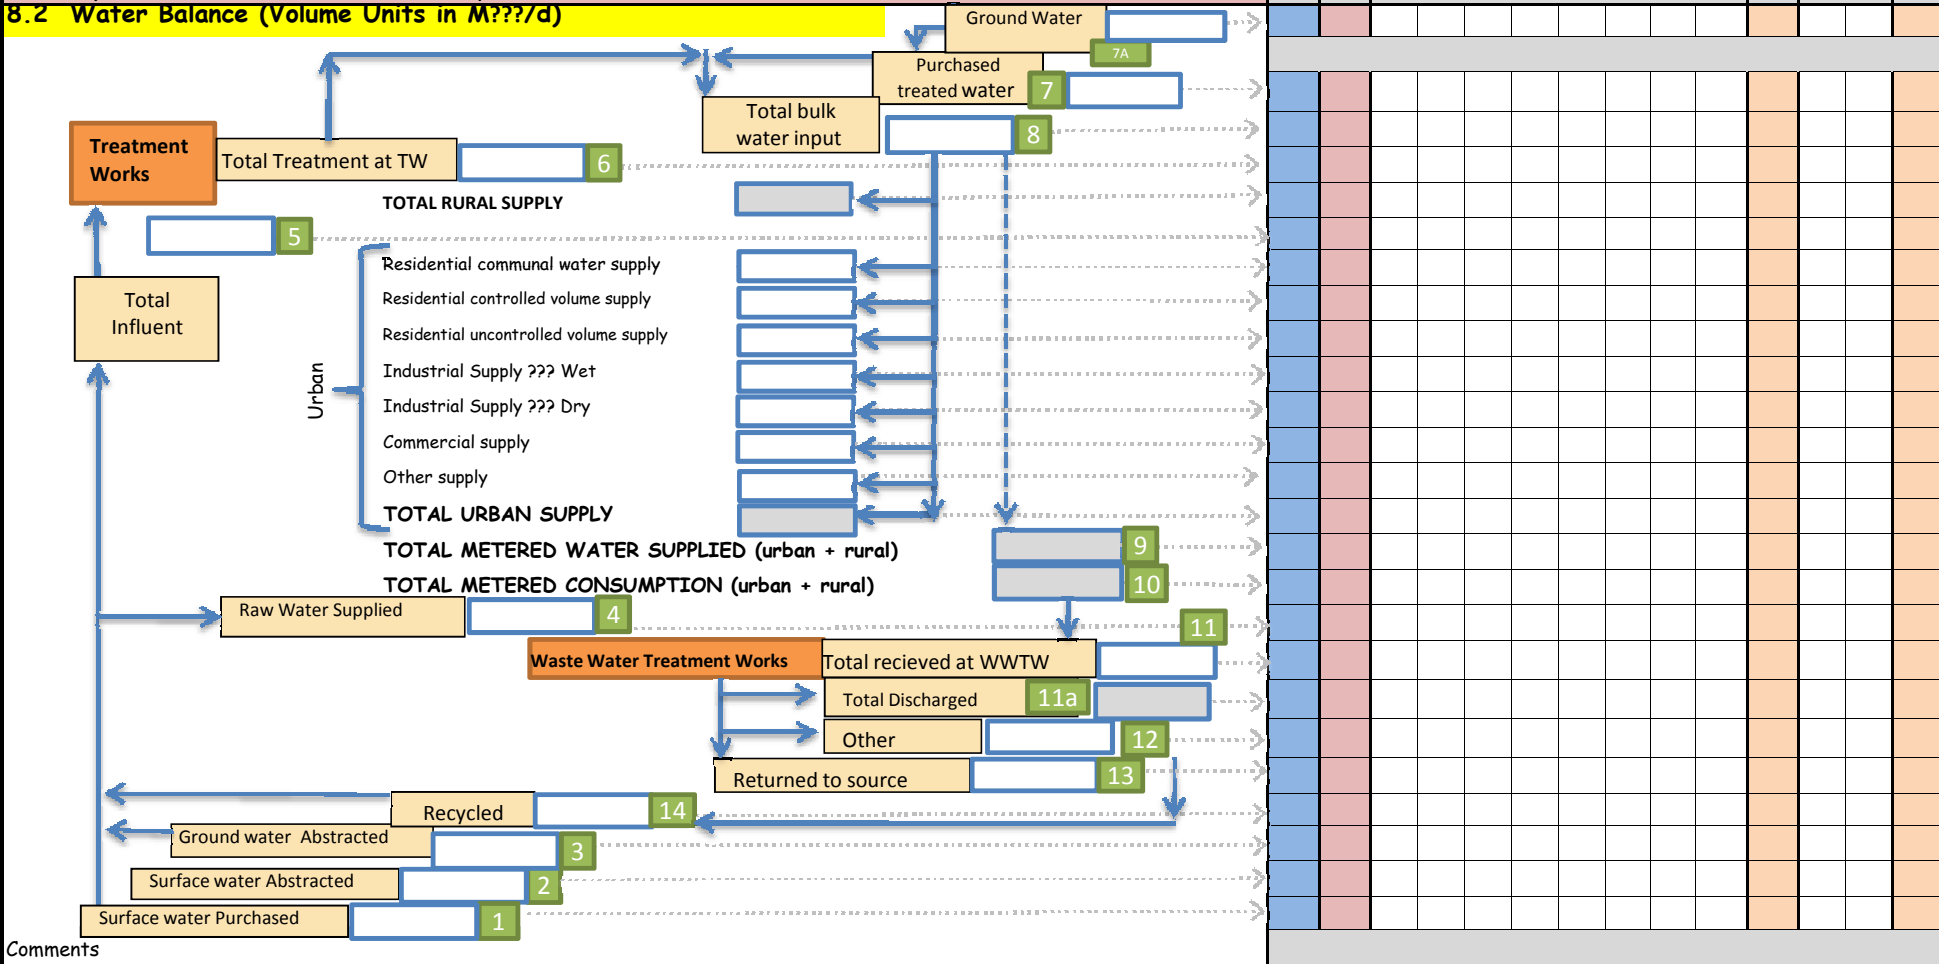 8.2 Water Balance (Volume Units in M???/d)
Ground Water
7A
Purchased
treated water
7
Total bulk
water input
8
Treatment
Works
Total Treatment at TW
6
TOTAL RURAL SUPPLY
5
Residential communal water supply
Total
Influent
Residential controlled volume supply
Residential uncontrolled volume supply
Urban
Industrial Supply ??? Wet
Industrial Supply ??? Dry
Commercial supply
Other supply
TOTAL URBAN SUPPLY
TOTAL METERED WATER SUPPLIED (urban + rural)
9
TOTAL METERED CONSUMPTION (urban + rural)
10
Raw Water Supplied
4
11
Waste Water Treatment Works
Total recieved at WWTW
Total Discharged
11a
Other
12
Returned to source
13
Recycled
14
Ground water Abstracted
3
Surface water Abstracted
2
Surface water Purchased
1
Comments